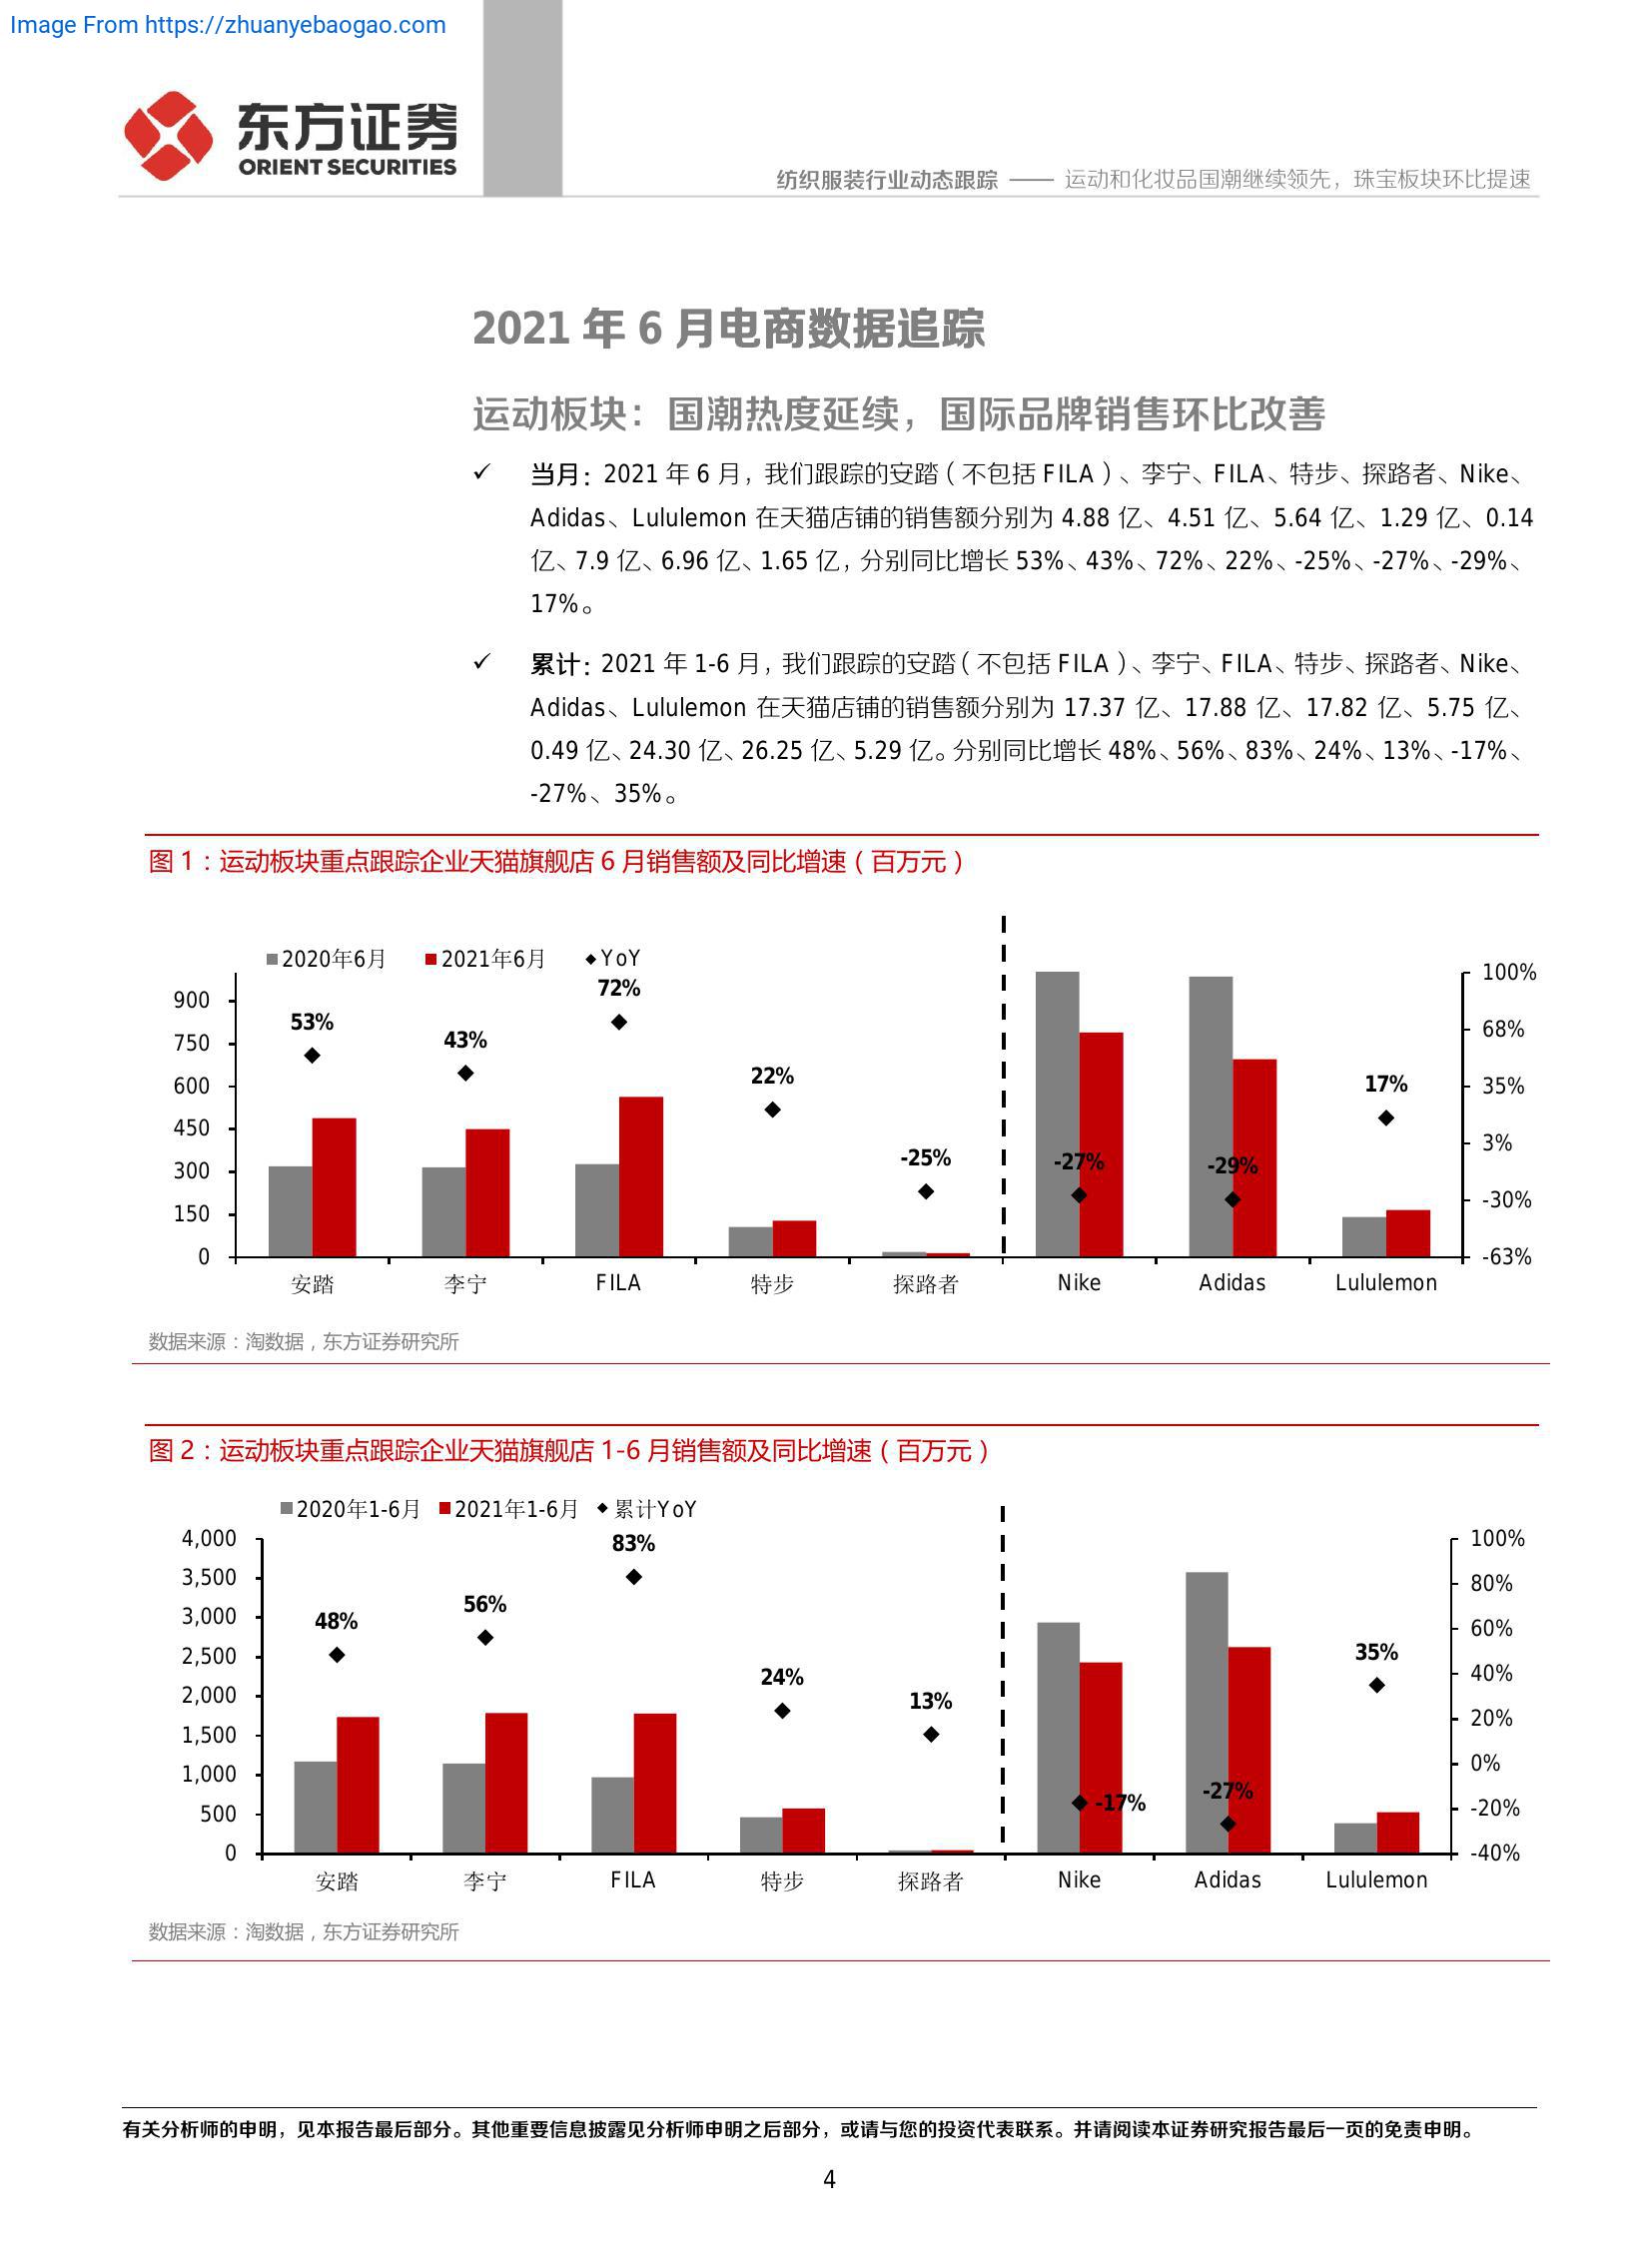 Image From https://zhuanyebaogao.com
东方证券
ORIENT SECURITIES
纺织服装行业动态跟踪 —— 运动和化妆品国潮继续领先，珠宝板块环比提速
2021 年 6 月电商数据追踪
运动板块：国潮热度延续，国际品牌销售环比改善
✓ 当月：2021 年 6 月，我们跟踪的安踏（不包括 FILA）、李宁、FILA、特步、探路者、Nike、
Adidas、Lululemon 在天猫店铺的销售额分别为 4.88 亿、4.51 亿、5.64 亿、1.29 亿、0.14
亿、7.9 亿、6.96 亿、1.65 亿，分别同比增长 53%、43%、72%、22%、-25%、-27%、-29%、
17%。
✓ 累计：2021 年 1-6 月，我们跟踪的安踏（不包括 FILA）、李宁、FILA、特步、探路者、Nike、
Adidas、Lululemon 在天猫店铺的销售额分别为 17.37 亿、17.88 亿、17.82 亿、5.75 亿、
0.49 亿、24.30 亿、26.25 亿、5.29 亿。分别同比增长 48%、56%、83%、24%、13%、-17%、
-27%、35%。
图 1：运动板块重点跟踪企业天猫旗舰店 6 月销售额及同比增速（百万元）
2020年6月 2021年6月 YoY
900
750
600
450
300
150
0
53%
43%
72%
22%
-25%
-27%
-29%
17%
100%
68%
35%
3%
-30%
-63%
安踏 李宁 FILA 特步 探路者 Nike Adidas Lululemon
数据来源：淘数据，东方证券研究所
图 2：运动板块重点跟踪企业天猫旗舰店 1-6 月销售额及同比增速（百万元）
2020年1-6月 2021年1-6月 累计YoY
4,000
3,500
3,000
2,500
2,000
1,500
1,000
500
0
48%
56%
83%
24%
13%
-17%
-27%
35%
100%
80%
60%
40%
20%
0%
-20%
-40%
安踏 李宁 FILA 特步 探路者 Nike Adidas Lululemon
数据来源：淘数据，东方证券研究所
有关分析师的申明，见本报告最后部分。其他重要信息披露见分析师申明之后部分，或请与您的投资代表联系。并请阅读本证券研究报告最后一页的免责申明。
4